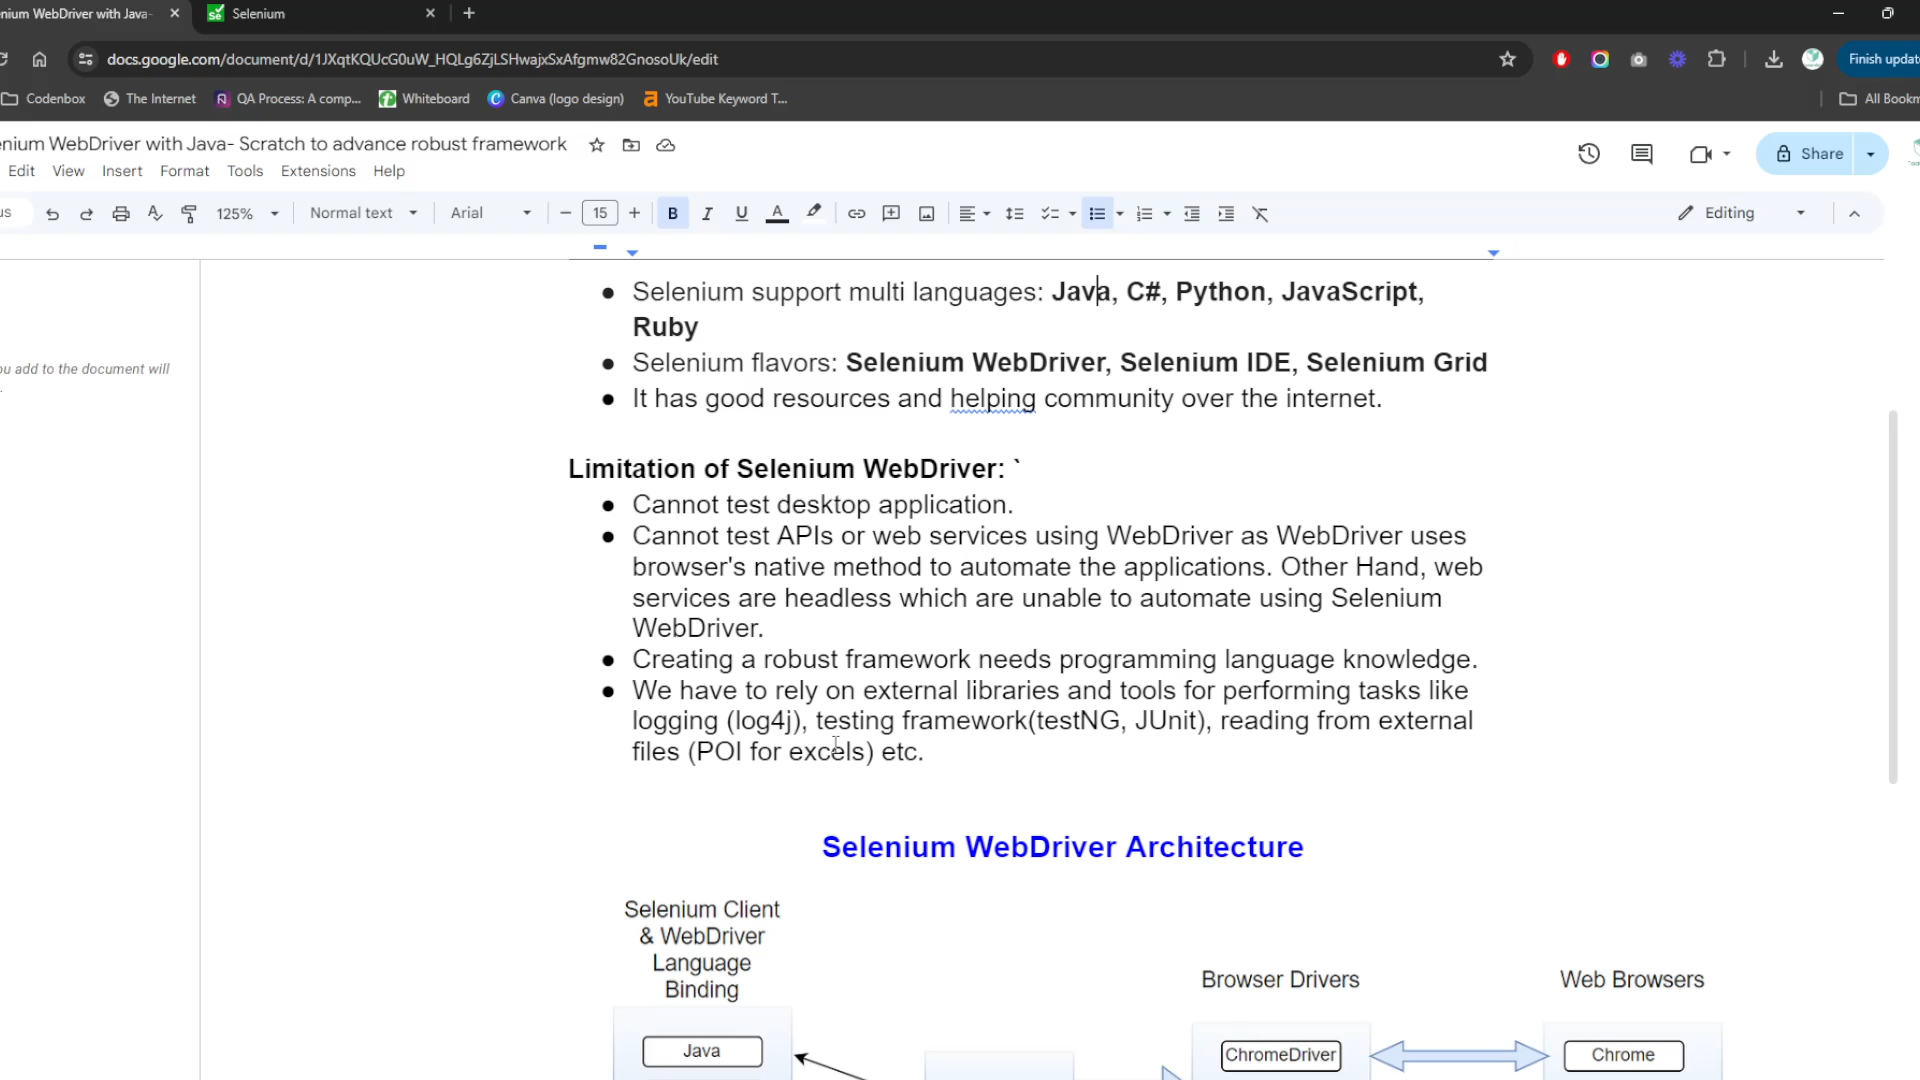 nium WebDriver with Java-
Selenium
docs.google.com/document/d/1JXqtKQUcG0uW_HQLg6ZjLSHwajxSxAfgmw82GnosoUk/edit
Finish updat
Codenbox
The Internet
QA Process: A comp...
Whiteboard
Canva (logo design)
YouTube Keyword T...
All Bookm
enium WebDriver with Java- Scratch to advance robust framework
Share
Edit View Insert Format Tools Extensions Help
us
125%
Normal text
Arial
15
B I U A
Editing
ou add to the document will
● Selenium support multi languages: Java, C#, Python, JavaScript,
Ruby
● Selenium flavors: Selenium WebDriver, Selenium IDE, Selenium Grid
● It has good resources and helping community over the internet.
Limitation of Selenium WebDriver: `
● Cannot test desktop application.
● Cannot test APIs or web services using WebDriver as WebDriver uses
browser's native method to automate the applications. Other Hand, web
services are headless which are unable to automate using Selenium
WebDriver.
● Creating a robust framework needs programming language knowledge.
● We have to rely on external libraries and tools for performing tasks like
logging (log4j), testing framework(testNG, JUnit), reading from external
files (POI for excels) etc.
Selenium WebDriver Architecture
Selenium Client
& WebDriver
Language
Binding
Browser Drivers
Web Browsers
Java
ChromeDriver
Chrome